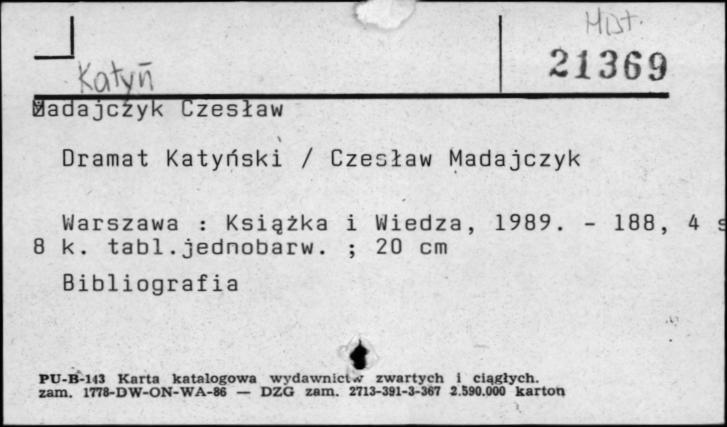 Hist.
21369
Katyń
Madajczyk Czesław
Dramat Katyński / Czesław Madajczyk
Warszawa : Książka i Wiedza, 1989. - 188, 4 s
8 k. tabl.jednobarw. ; 20 cm
Bibliografia
PU-B-143 Karta katalogowa wydawnictw zwartych i ciągłych.
zam. 1778-DW-ON-WA-86 — DZG zam. 2713-391-3-367 2.590.000 karton